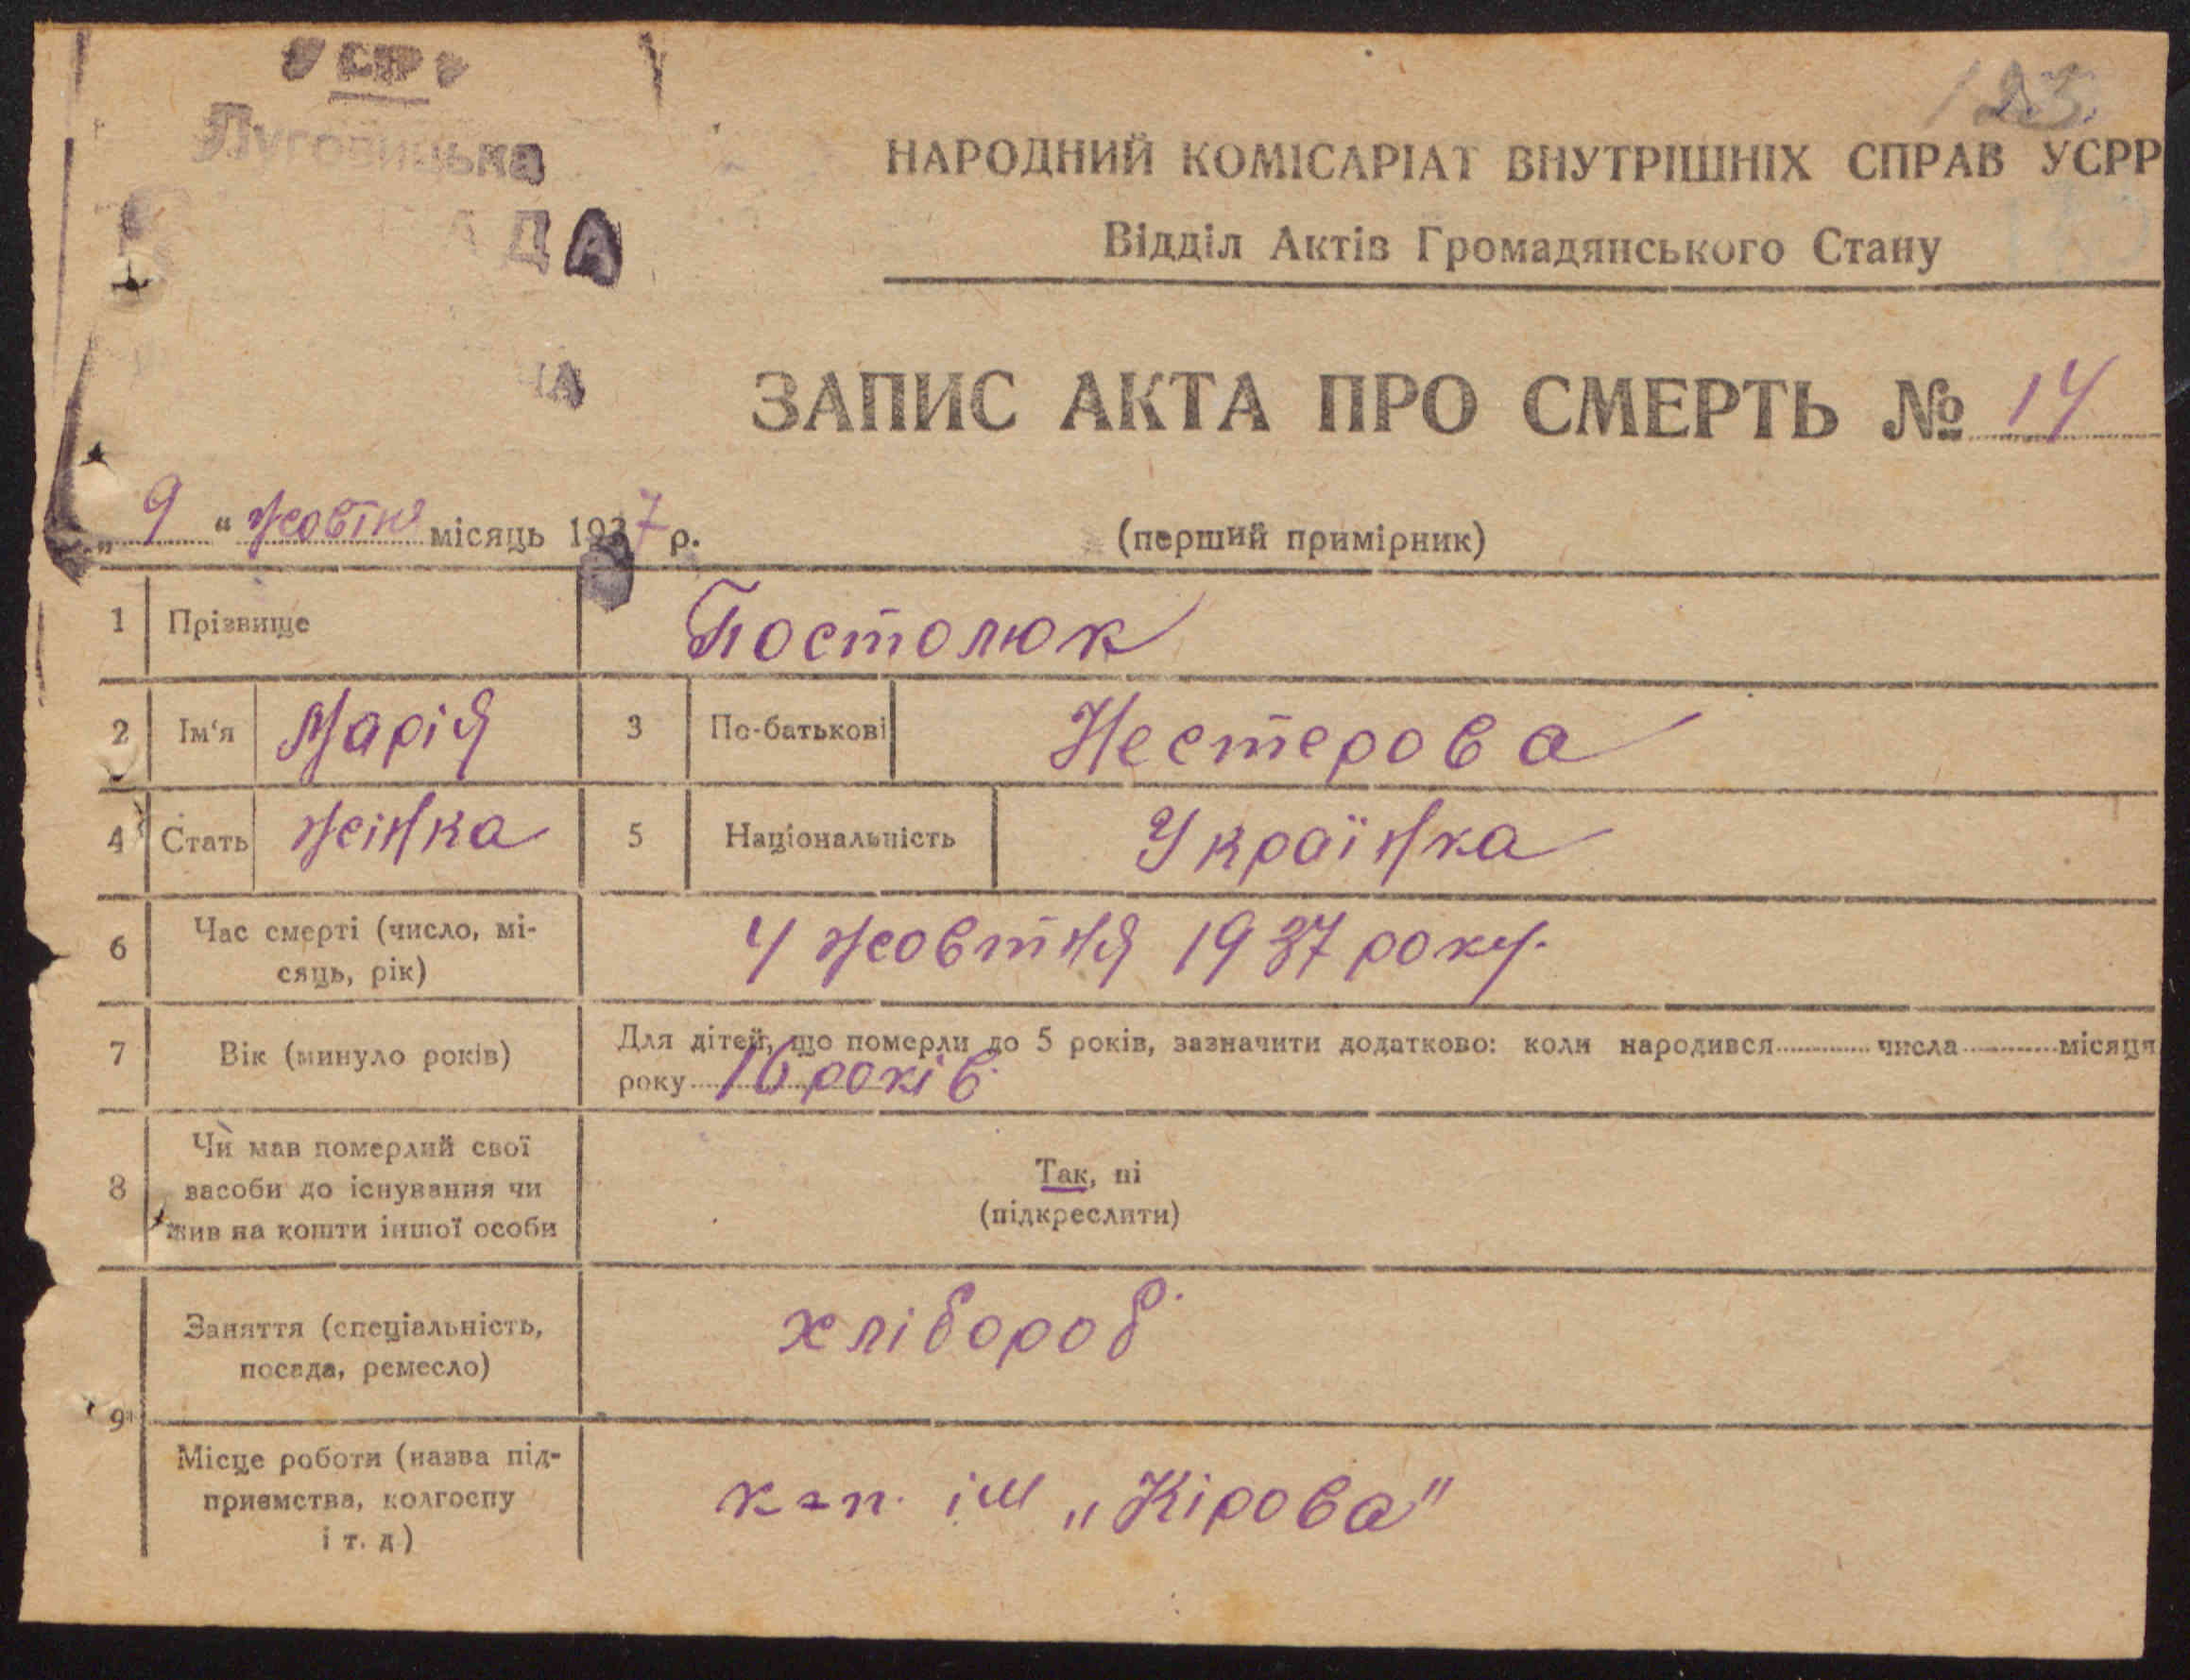 УСРР
Луговицька
РАДА
123.
НАРОДНИЙ КОМІСАРІАТ ВНУТРІШНІХ СПРАВ УСРР
Відділ Актів Громадянського Стану
ЗАПИС АКТА ПРО СМЕРТЬ № 14
„ 9 " жовтня місяць 1937 р.
(перший примірник)
1 Прізвище Постолюк
2 Ім'я Марія 3 По-батькові Нестерова
4 Стать жінка 5 Національність Українка
6 Час смерті (число, мі-
сяць, рік) 4 жовтня 1937 року.
7 Вік (минуло років) Для дітей, що померли до 5 років, зазначити додатково: коли народився числа місяця
року 16 років.
8 Чи мав померлий свої
засоби до існування чи
жив на кошти іншої особи
Так, ні
(підкреслити)
9 Заняття (спеціальність,
посада, ремесло) хлібороб.
Місце роботи (назва під-
приємства, колгоспу
і т. д) ім „Кірова"